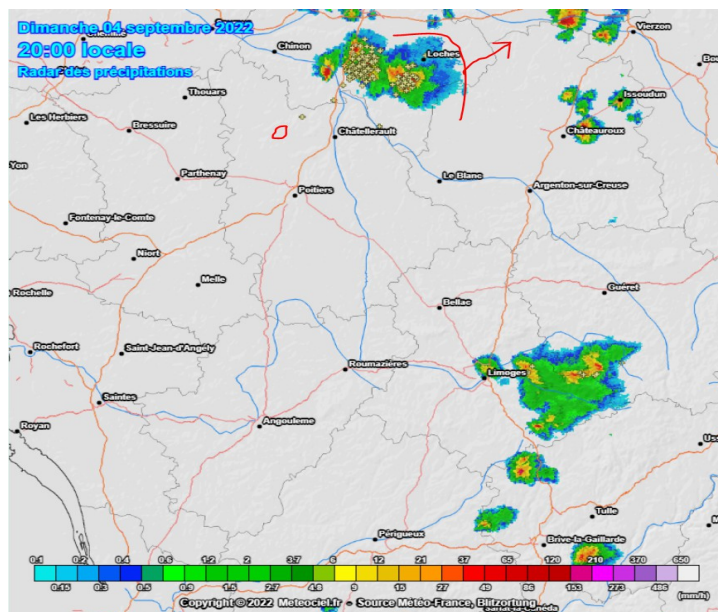 Dimanche 04 septembre 2022
20:00 locale
Radar des précipitations
Vierzon
Chinon
Loches
Thouars
Issoudun
Les Herbiers
Bressuire
Châtellerault
Châteauroux
Yon
Parthenay
Le Blanc
Poitiers
Argenton-sur-Creuse
Fontenay-le-Comte
Niort
Melle
Rochelle
Guéret
Bellac
Rochefort
Saint-Jean-d'Angély
Roumazières
Limoges
Saintes
Royan
Angouleme
Uss
Tulle
Périgueux
Brive-la-Gaillarde
0.1 0.2 0.4 0.6 1.2 2 3.7 6 12 21 37 65 120 210 370 650
0.15 0.3 0.5 0.9 1.5 2.7 4.8 9 15 27 49 86 153 273 486 (mm/h)
Copyright © 2022 Meteociel.fr - Source Météo-France, Blitzortung